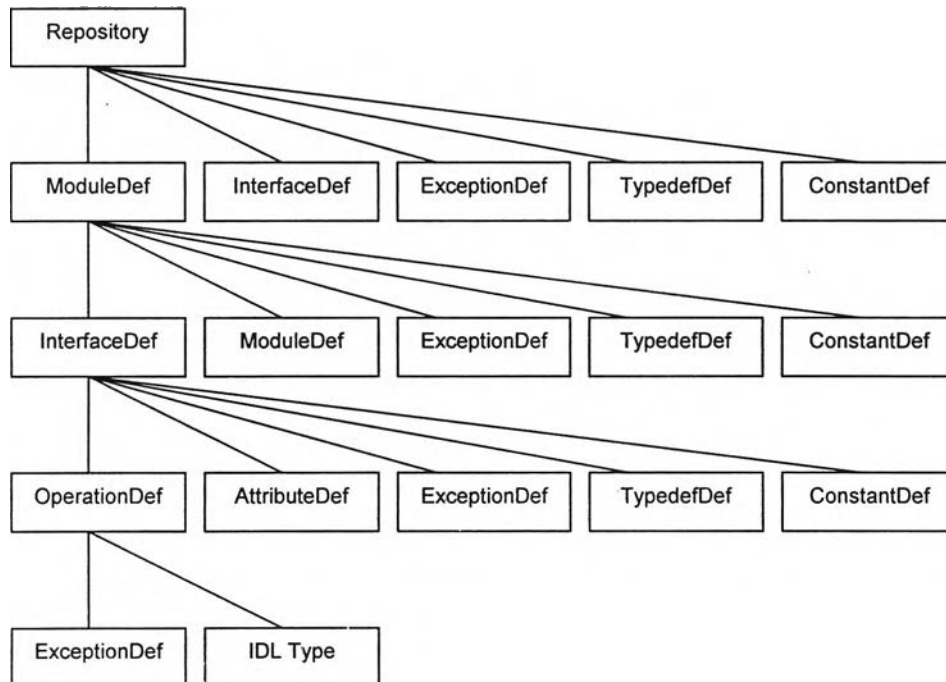 Repository
ModuleDef
InterfaceDef
ExceptionDef
TypedefDef
ConstantDef
InterfaceDef
ModuleDef
ExceptionDef
TypedefDef
ConstantDef
OperationDef
AttributeDef
ExceptionDef
TypedefDef
ConstantDef
ExceptionDef
IDL Type